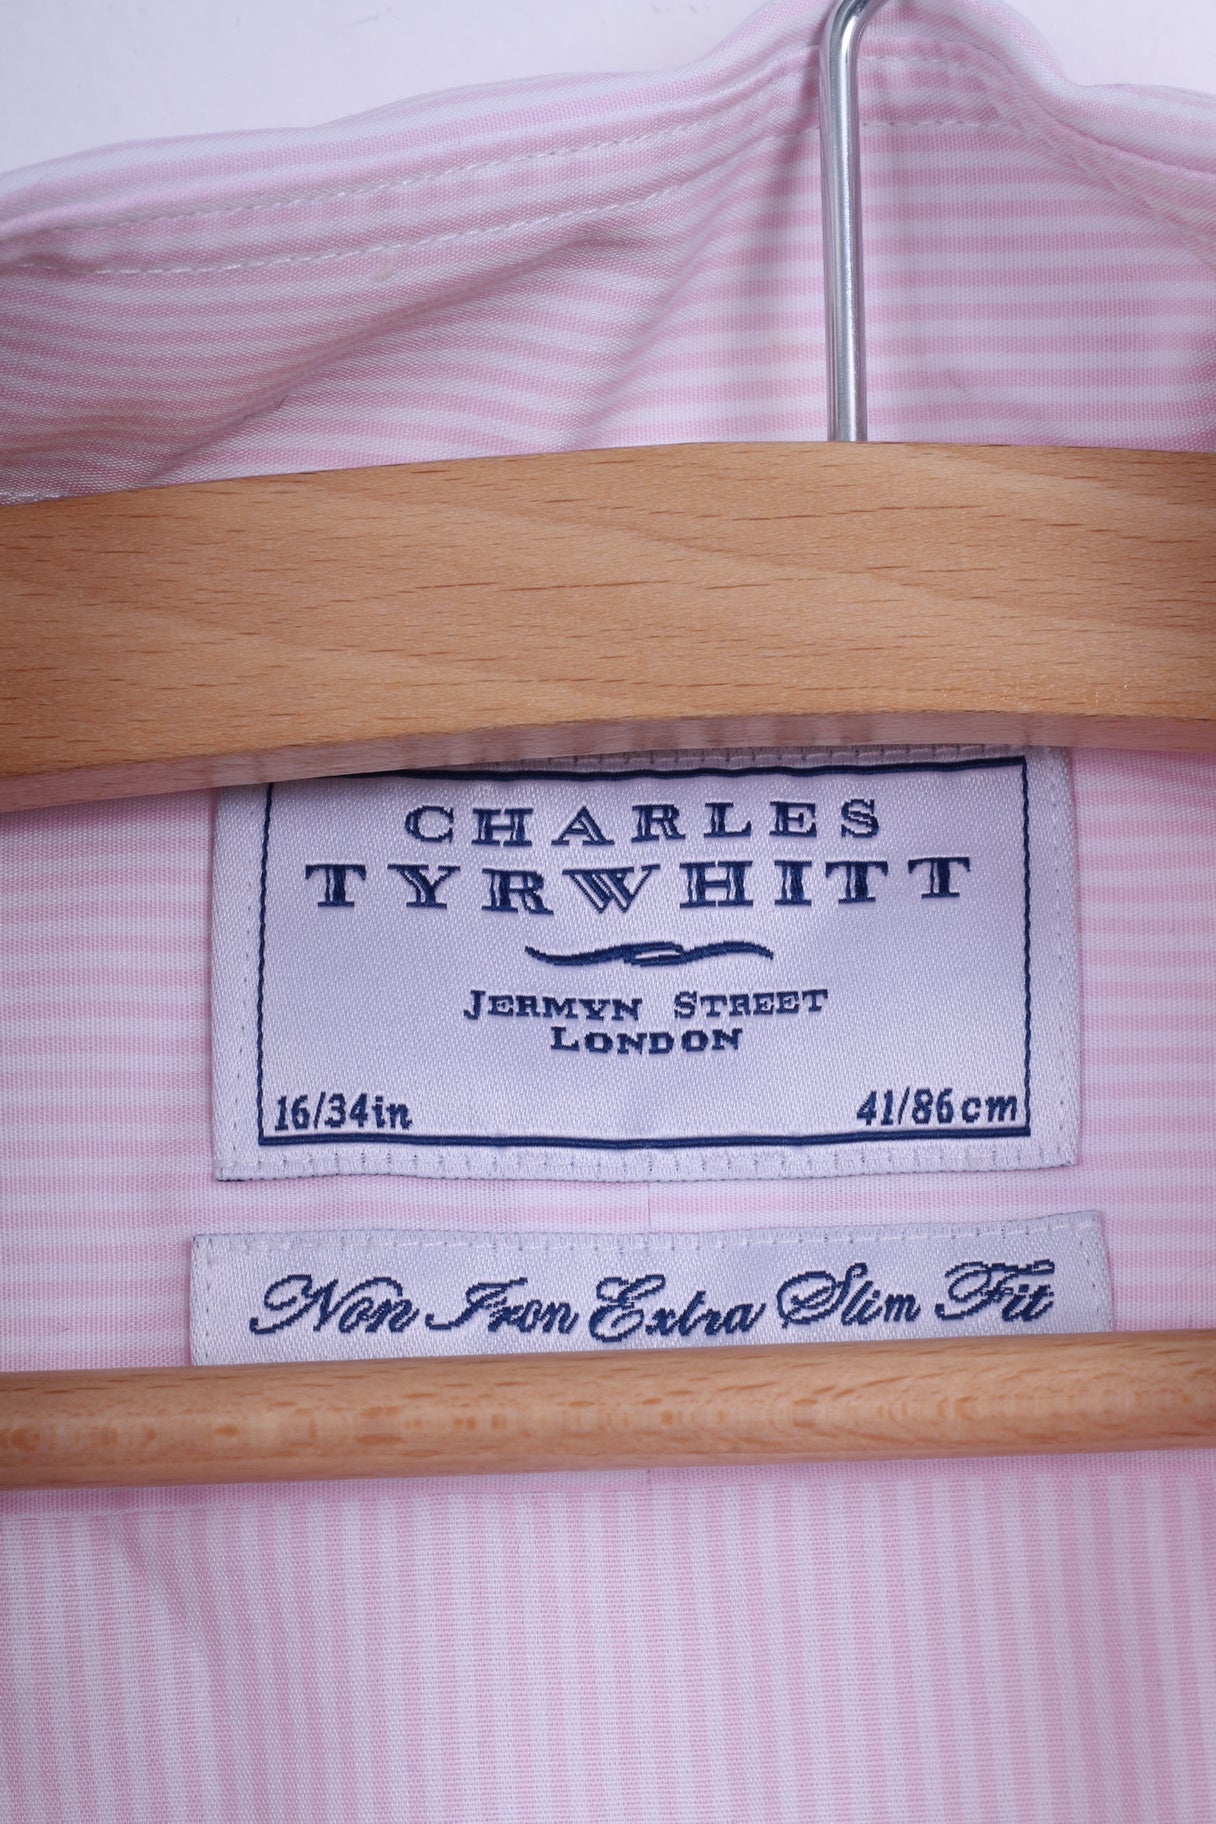 CHARLES
TYRWHITT
JERMYN STREET
LONDON
16/34in 41/86cm
Non Iron Extra Slim Fit